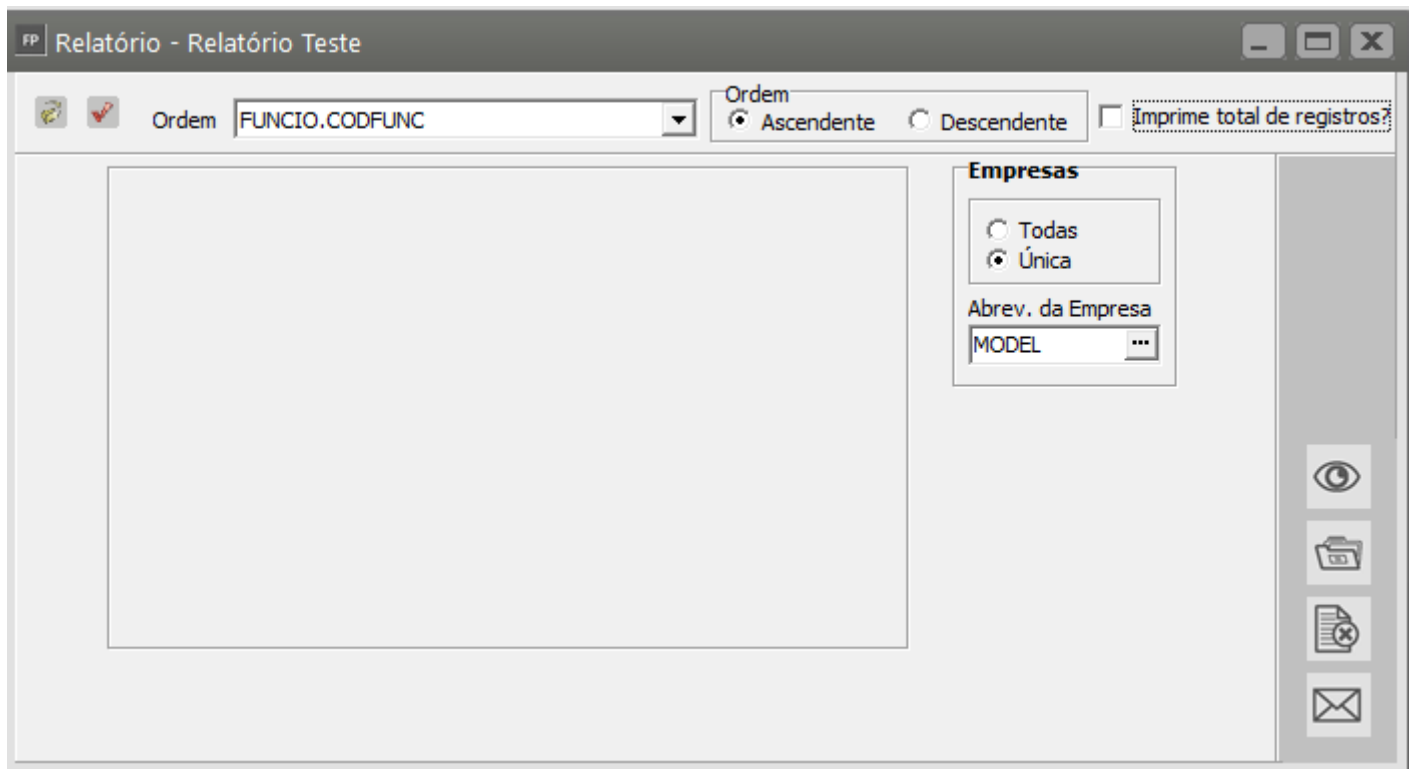 FP Relatório - Relatório Teste
Ordem FUNCIO.CODFUNC
Ordem
Ascendente Descendente
Imprime total de registros?
Empresas
Todas
Única
Abrev. da Empresa
MODEL ...